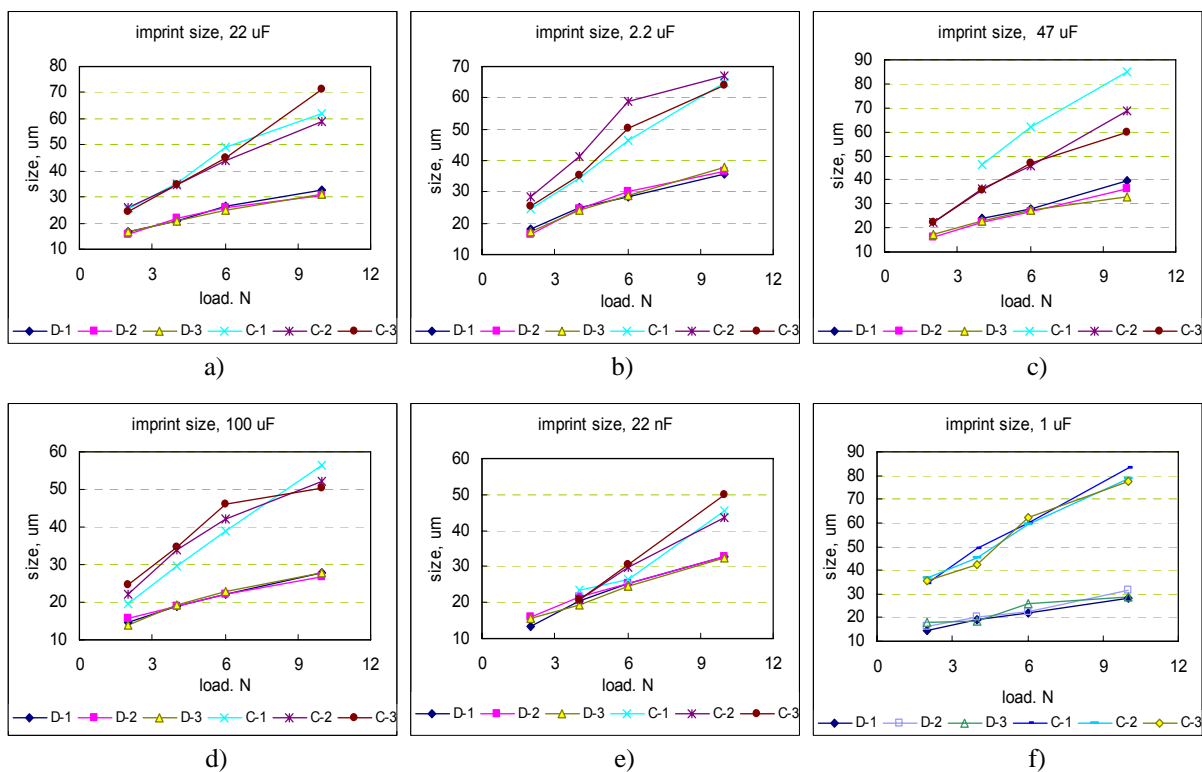 imprint size, 22 uF
80
70
60
50
40
30
20
10
size, um
0 3 6 9 12
load. N
D-1 D-2 D-3 C-1 C-2 C-3
a)
imprint size, 2.2 uF
70
60
50
40
30
20
10
size, um
0 3 6 9 12
load. N
D-1 D-2 D-3 C-1 C-2 C-3
b)
imprint size, 47 uF
90
80
70
60
50
40
30
20
10
size, um
0 3 6 9 12
load. N
D-1 D-2 D-3 C-1 C-2 C-3
c)
imprint size, 100 uF
60
50
40
30
20
10
size, um
0 3 6 9 12
load. N
D-1 D-2 D-3 C-1 C-2 C-3
d)
imprint size, 22 nF
60
50
40
30
20
10
size, um
0 3 6 9 12
load. N
D-1 D-2 D-3 C-1 C-2 C-3
e)
imprint size, 1 uF
90
80
70
60
50
40
30
20
10
size, um
0 3 6 9 12
load. N
D-1 D-2 D-3 C-1 C-2 C-3
f)